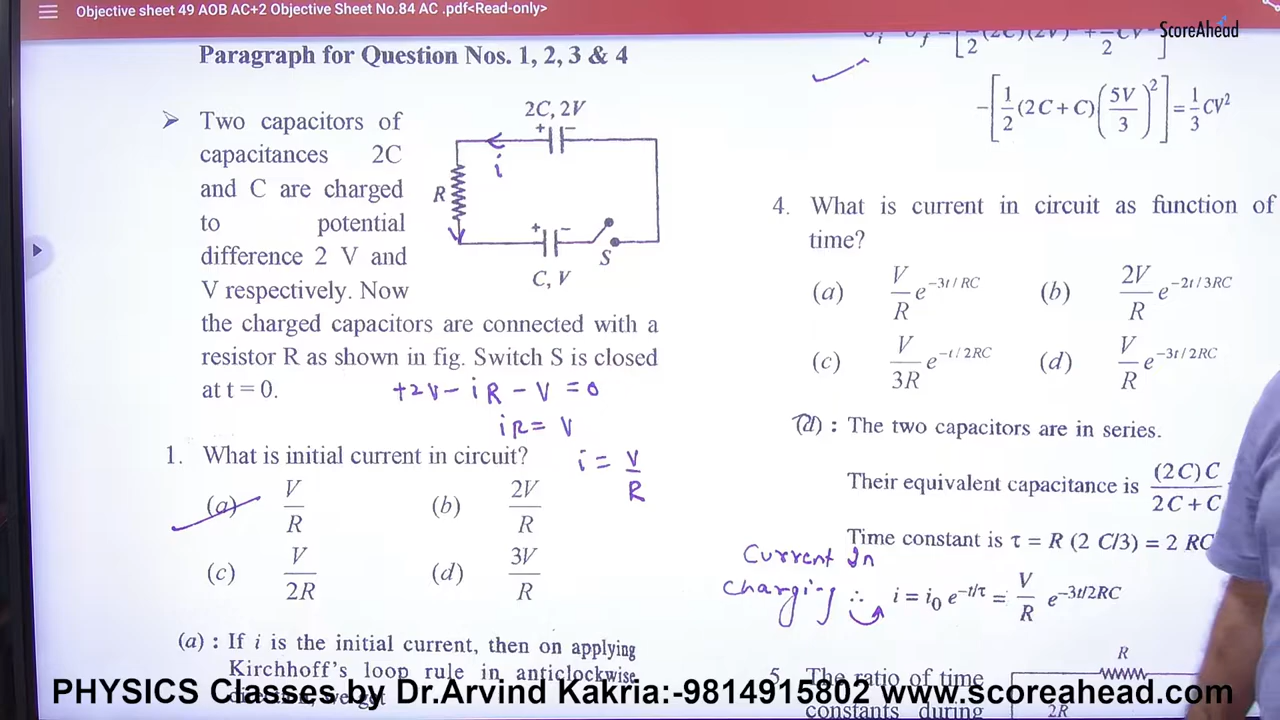 Objective sheet 49 AOB AC+2 Objective Sheet No.84 AC .pdf<Read-only>
ScoreAhead
Paragraph for Question Nos. 1, 2, 3 & 4
➢ Two capacitors of
capacitances 2C
and C are charged
to potential
difference 2 V and
V respectively. Now
the charged capacitors are connected with a
resistor R as shown in fig. Switch S is closed
at t = 0.
2C, 2V
+ −
i
R
+ −
S
C, V
+2V − iR − V = 0
iR = V
i = V/R
1. What is initial current in circuit?
(a) V/R (b) 2V/R
(c) V/2R (d) 3V/R
(a) : If i is the initial current, then on applying
Kirchhoff's loop rule in anticlockwise
−[1/2 (2C + C) (5V/3)²] = 1/3 CV²
4. What is current in circuit as function of
time?
(a) V/R e^−3t/RC (b) 2V/R e^−2t/3RC
(c) V/3R e^−t/2RC (d) V/R e^−3t/2RC
(d) : The two capacitors are in series.
Their equivalent capacitance is (2C)C/2C + C
Time constant is τ = R (2 C/3) = 2 RC
Current In
Charging
∴ i = i₀ e^−t/τ = V/R e^−3t/2RC
5. The ratio of time
constants during
R
2R
PHYSICS Classes by Dr.Arvind Kakria:-9814915802 www.scoreahead.com